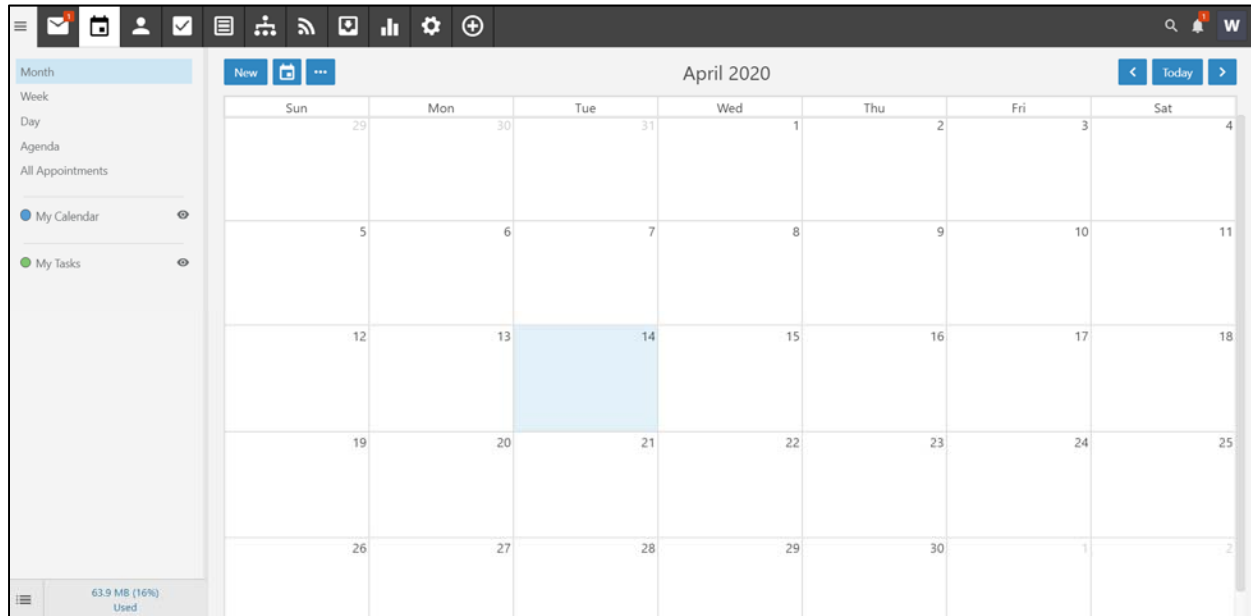 1
1
W
Month
Week
Day
Agenda
All Appointments
My Calendar
My Tasks
63.9 MB (16%)
Used
New
April 2020
Today
Sun Mon Tue Wed Thu Fri Sat
29 30 31 1 2 3 4
5 6 7 8 9 10 11
12 13 14 15 16 17 18
19 20 21 22 23 24 25
26 27 28 29 30 1 2